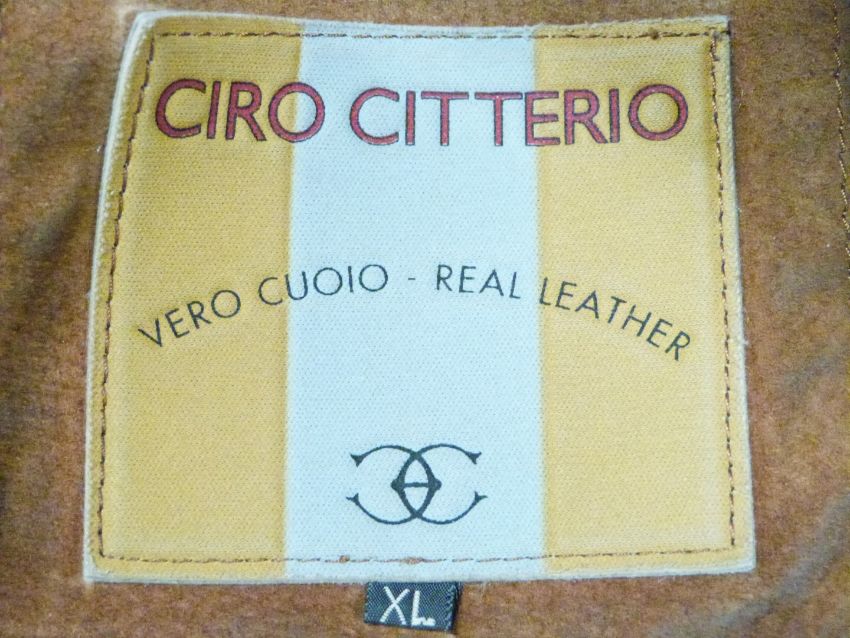 CIRO CITTERIO
VERO CUOIO - REAL LEATHER
XL